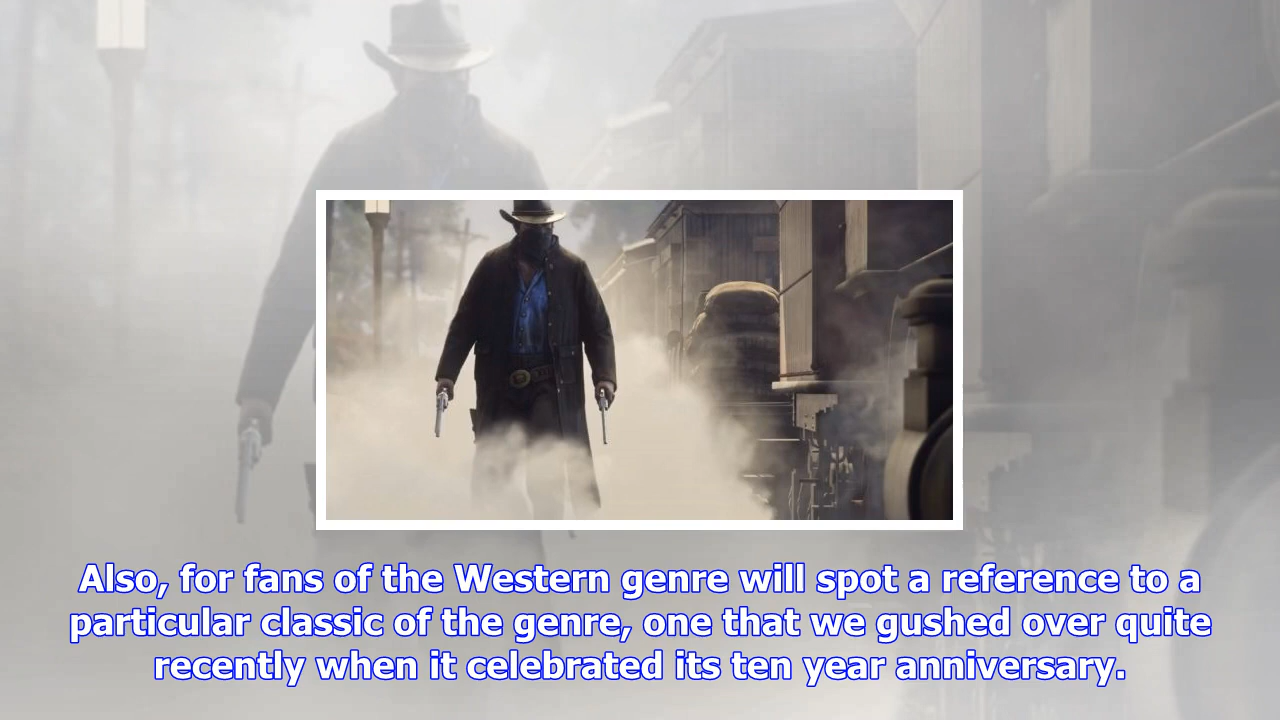 Also, for fans of the Western genre will spot a reference to a
particular classic of the genre, one that we gushed over quite
recently when it celebrated its ten year anniversary.